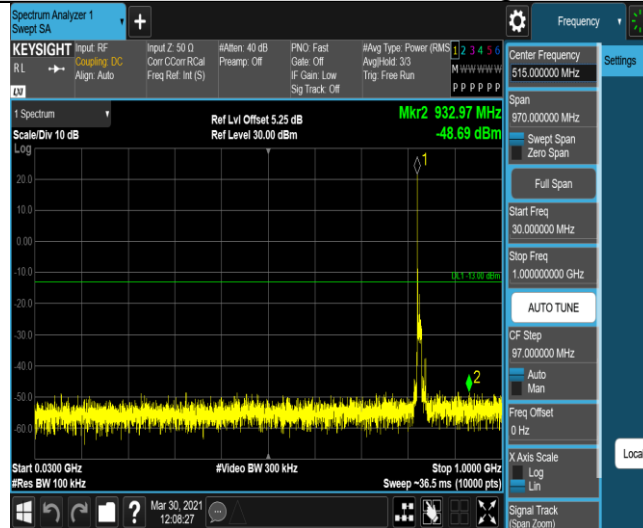 Spectrum Analyzer 1
Swept SA
Frequency
KEYSIGHT
RL
LXI
Input: RF
Coupling: DC
Align: Auto
Input Z: 50 Ω
Corr CCorr RCal
Freq Ref: Int (S)
#Atten: 40 dB
Preamp: Off
PNO: Fast
Gate: Off
IF Gain: Low
Sig Track: Off
#Avg Type: Power (RMS
Avg|Hold: 3/3
Trig: Free Run
1 2 3 4 5 6
M W W W W W
P P P P P P
Center Frequency
515.000000 MHz
Settings
Span
970.000000 MHz
Swept Span
Zero Span
Full Span
Start Freq
30.000000 MHz
Stop Freq
1.000000000 GHz
AUTO TUNE
CF Step
97.000000 MHz
Auto
Man
Freq Offset
0 Hz
X Axis Scale
Log
Lin
Signal Track
(Span Zoom)
Loca
1 Spectrum
Scale/Div 10 dB
Ref Lvl Offset 5.25 dB
Ref Level 30.00 dBm
Mkr2 932.97 MHz
-48.69 dBm
Log
1
20.0
10.0
0.00
-10.0
DL1 -13.00 dBm
-20.0
-30.0
-40.0
2
-50.0
-60.0
Start 0.0300 GHz
#Video BW 300 kHz
Stop 1.0000 GHz
#Res BW 100 kHz
Sweep ~36.5 ms (10000 pts)
?
Mar 30, 2021
12:08:27